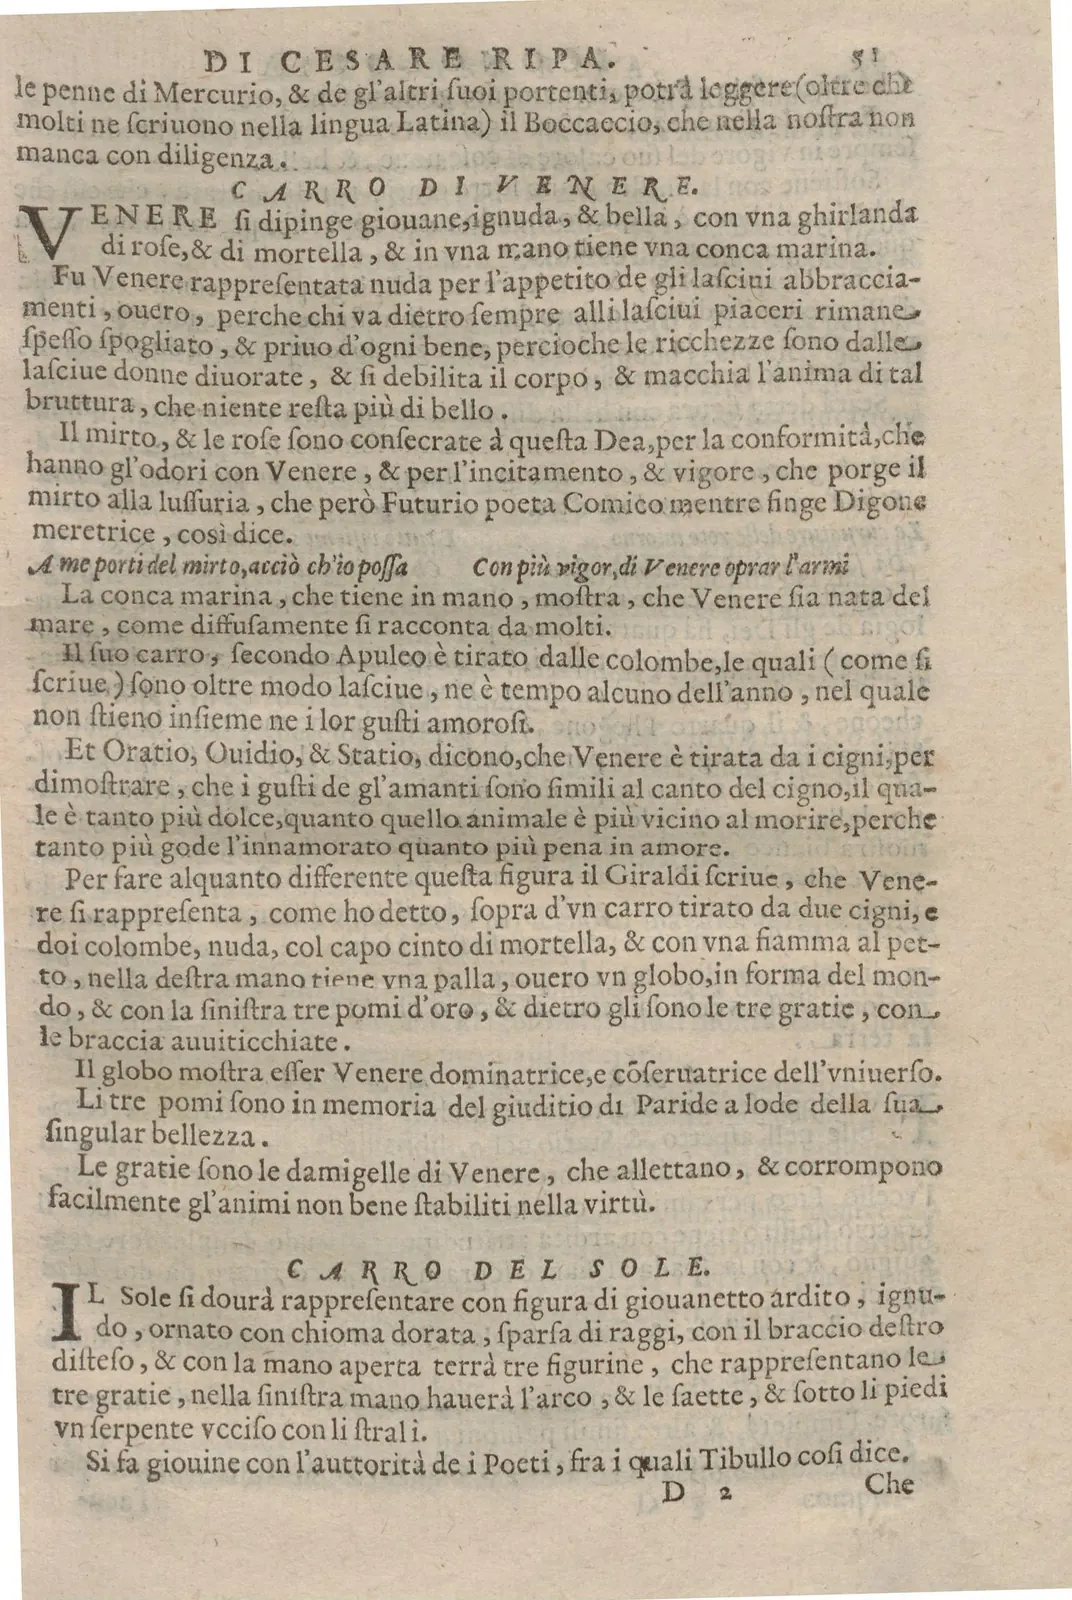 DI CESARE RIPA. 51
le penne di Mercurio, & de gl'altri ſuoi portenti, potrà leggere (oltre che
molti ne ſcriuono nella lingua Latina) il Boccaccio, che nella noſtra non
manca con diligenza.
CARRO DI VENERE.
VENERE ſi dipinge giouane, ignuda, & bella, con vna ghirlanda
di roſe, & di mortella, & in vna mano tiene vna conca marina.
Fu Venere rappreſentata nuda per l'appetito de gli laſciui abbraccia-
menti, ouero, perche chi va dietro ſempre alli laſciui piaceri rimane
ſpeſſo ſpogliato, & priuo d'ogni bene, percioche le ricchezze ſono dalle
laſciue donne diuorate, & ſi debilita il corpo, & macchia l'anima di tal
bruttura, che niente reſta più di bello.
Il mirto, & le roſe ſono conſecrate à queſta Dea, per la conformità, che
hanno gl'odori con Venere, & per l'incitamento, & vigore, che porge il
mirto alla luſſuria, che però Futurio poeta Comico mentre finge Digone
meretrice, così dice.
A me porti del mirto, acciò ch'io poſſa Con più vigor, di Venere oprar l'armi
La conca marina, che tiene in mano, moſtra, che Venere ſia nata del
mare, come diffuſamente ſi racconta da molti.
Il ſuo carro, ſecondo Apuleo è tirato dalle colombe, le quali (come ſi
ſcriue) ſono oltre modo laſciue, ne è tempo alcuno dell'anno, nel quale
non ſtieno inſieme ne i lor guſti amoroſi.
Et Oratio, Ouidio, & Statio, dicono, che Venere è tirata da i cigni, per
dimoſtrare, che i guſti de gl'amanti ſono ſimili al canto del cigno, il qua-
le è tanto più dolce, quanto quello animale è più vicino al morire, perche
tanto più gode l'innamorato quanto più pena in amore.
Per fare alquanto differente queſta figura il Giraldi ſcriue, che Vene-
re ſi rappreſenta, come ho detto, ſopra d'vn carro tirato da due cigni, e
doi colombe, nuda, col capo cinto di mortella, & con vna fiamma al pet-
to, nella deſtra mano tiene vna palla, ouero vn globo, in forma del mon-
do, & con la ſiniſtra tre pomi d'oro, & dietro gli ſono le tre gratie, con
le braccia auuiticchiate.
Il globo moſtra eſſer Venere dominatrice, e cõſeruatrice dell'vniuerſo.
Li tre pomi ſono in memoria del giuditio di Paride a lode della ſua
ſingular bellezza.
Le gratie ſono le damigelle di Venere, che allettano, & corrompono
facilmente gl'animi non bene ſtabiliti nella virtù.
CARRO DEL SOLE.
IL Sole ſi dourà rappreſentare con figura di giouanetto ardito, ignu-
do, ornato con chioma dorata, ſparſa di raggi, con il braccio deſtro
diſteſo, & con la mano aperta terrà tre figurine, che rappreſentano le
tre gratie, nella ſiniſtra mano hauerà l'arco, & le ſaette, & ſotto li piedi
vn ſerpente vcciſo con li ſtrali.
Si fa giouine con l'auttorità de i Poeti, fra i quali Tibullo coſi dice.
D 2 Che